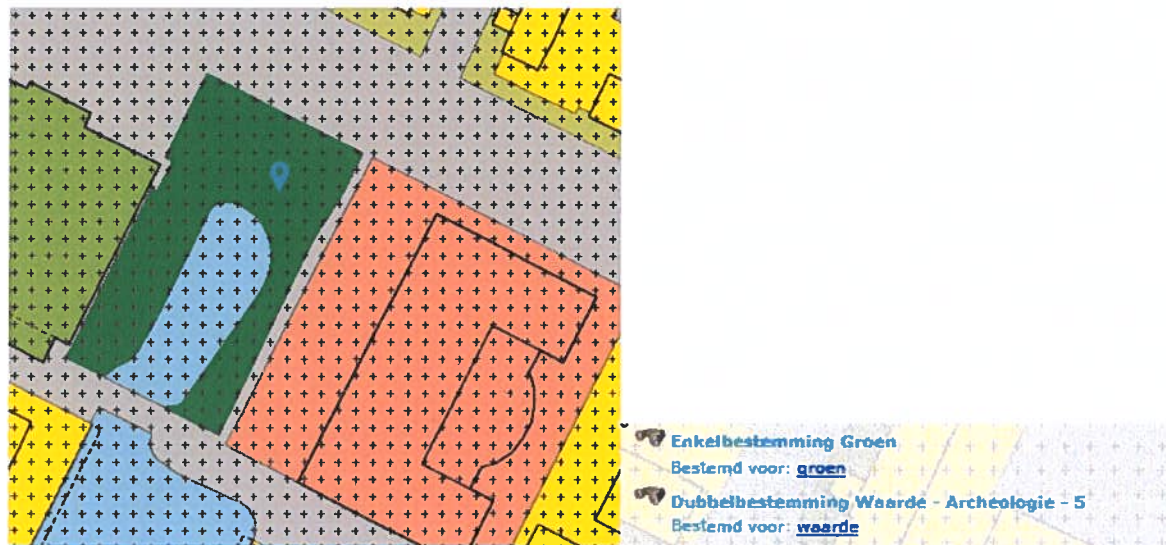 Enkelbestemming Groen
Bestemd voor: groen
Dubbelbestemming Waarde - Archeologie - 5
Bestemd voor: waarde